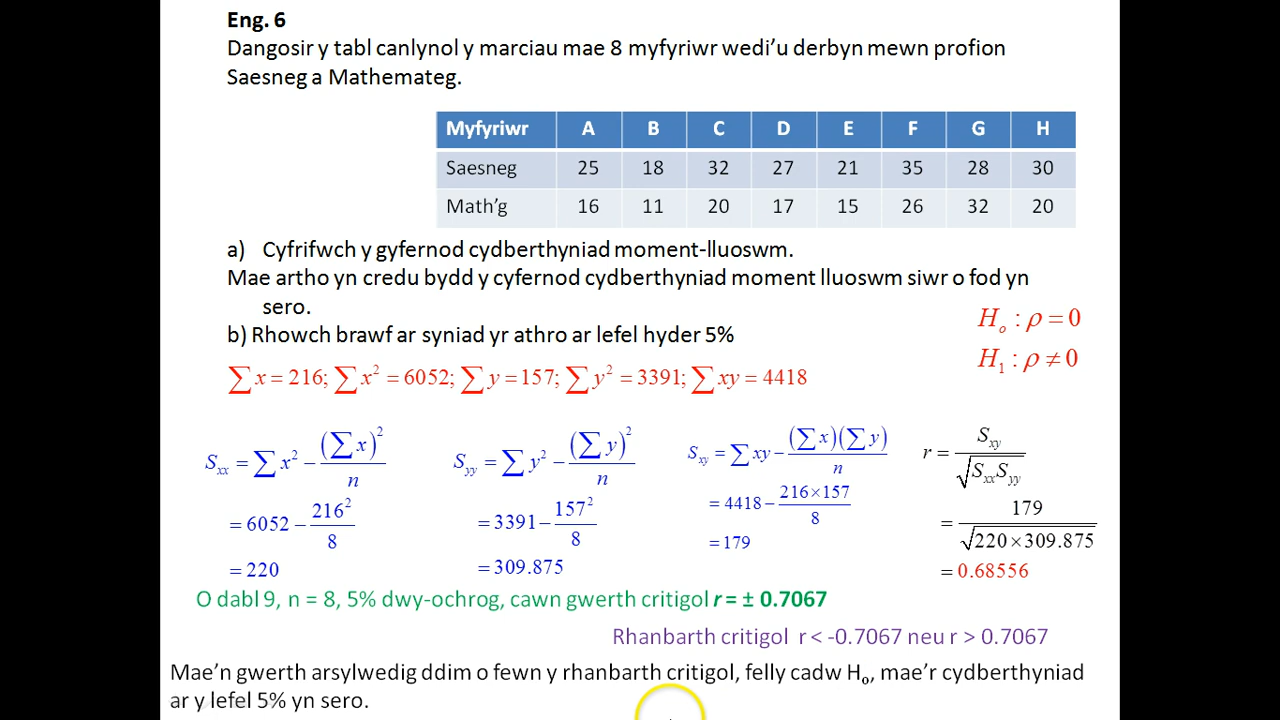 Eng. 6
Dangosir y tabl canlynol y marciau mae 8 myfyriwr wedi’u derbyn mewn profion
Saesneg a Mathemateg.
Myfyriwr A B C D E F G H
Saesneg 25 18 32 27 21 35 28 30
Math’g 16 11 20 17 15 26 32 20
a) Cyfrifwch y gyfernod cydberthyniad moment-lluoswm.
Mae artho yn credu bydd y cyfernod cydberthyniad moment lluoswm siwr o fod yn
sero.
b) Rhowch brawf ar syniad yr athro ar lefel hyder 5%
H₀ : ρ = 0
H₁ : ρ ≠ 0
∑x = 216; ∑x² = 6052; ∑y = 157; ∑y² = 3391; ∑xy = 4418
Sxx = ∑x² − (∑x)²/n
= 6052 − 216²/8
= 220
Syy = ∑y² − (∑y)²/n
= 3391 − 157²/8
= 309.875
Sxy = ∑xy − (∑x)(∑y)/n
= 4418 − 216×157/8
= 179
r = Sxy/√SxxSyy
= 179/√220×309.875
= 0.68556
O dabl 9, n = 8, 5% dwy-ochrog, cawn gwerth critigol r = ± 0.7067
Rhanbarth critigol r < -0.7067 neu r > 0.7067
Mae’n gwerth arsylwedig ddim o fewn y rhanbarth critigol, felly cadw H₀, mae’r cydberthyniad
ar y lefel 5% yn sero.